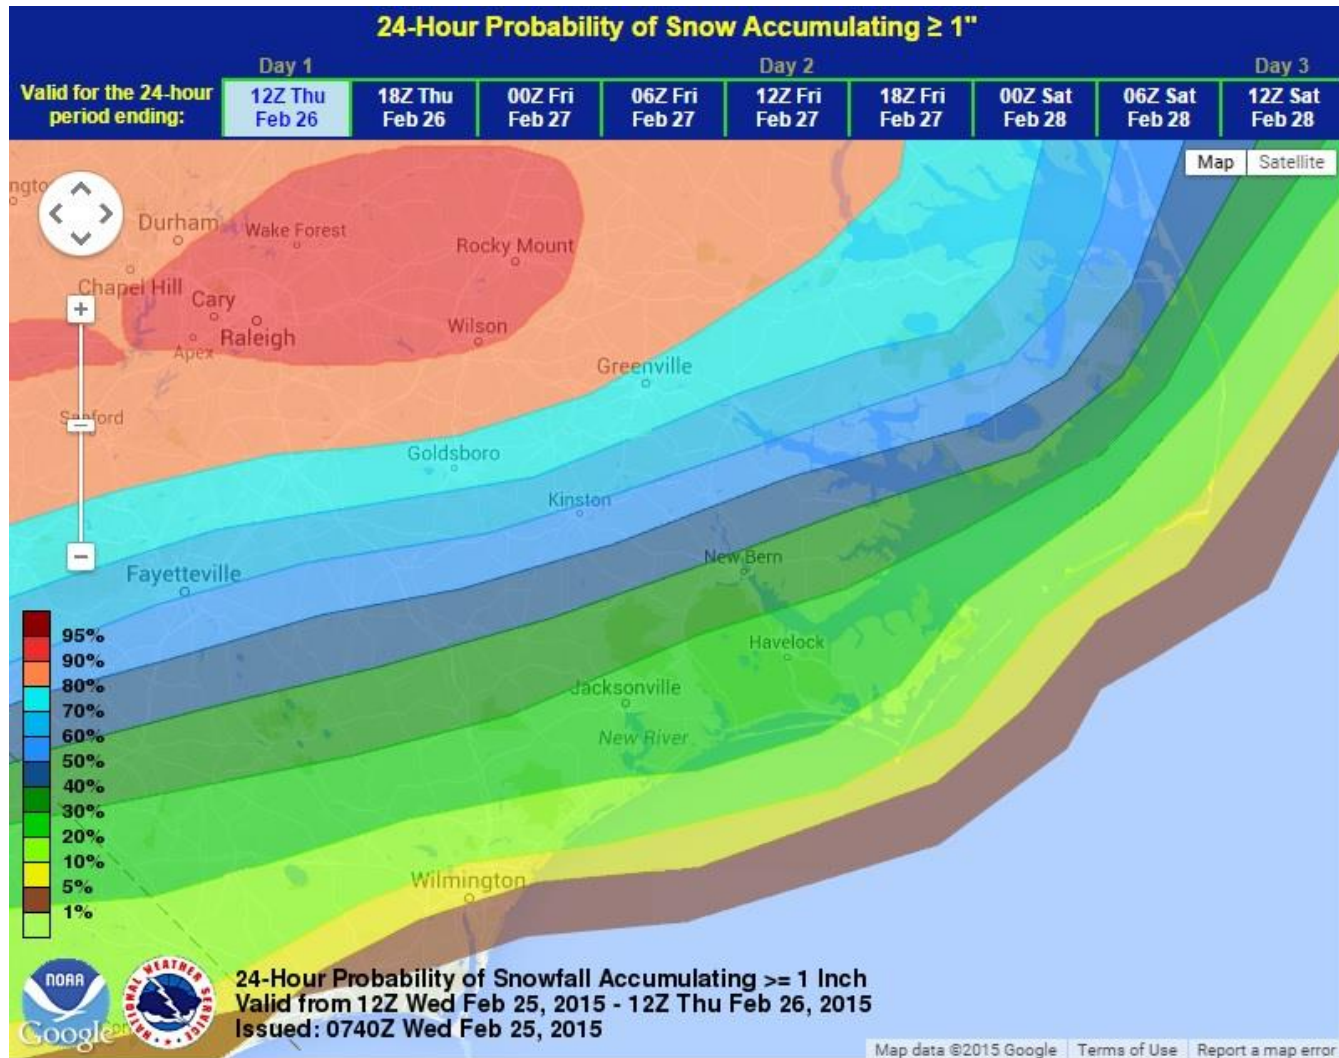 24-Hour Probability of Snow Accumulating ≥ 1"
Day 1 Day 2 Day 3
Valid for the 24-hour period ending:
12Z Thu Feb 26
18Z Thu Feb 26
00Z Fri Feb 27
06Z Fri Feb 27
12Z Fri Feb 27
18Z Fri Feb 27
00Z Sat Feb 28
06Z Sat Feb 28
12Z Sat Feb 28
Map Satellite
Durham
Wake Forest
Rocky Mount
Chapel Hill
Cary
Raleigh
Wilson
Apex
Greenville
Sanford
Goldsboro
Kinston
New Bern
Fayetteville
Havelock
Jacksonville
New River
Wilmington
95%
90%
80%
70%
60%
50%
40%
30%
20%
10%
5%
1%
NOAA
NATIONAL WEATHER SERVICE
Google
24-Hour Probability of Snowfall Accumulating >= 1 Inch
Valid from 12Z Wed Feb 25, 2015 - 12Z Thu Feb 26, 2015
Issued: 0740Z Wed Feb 25, 2015
Map data ©2015 Google Terms of Use Report a map error